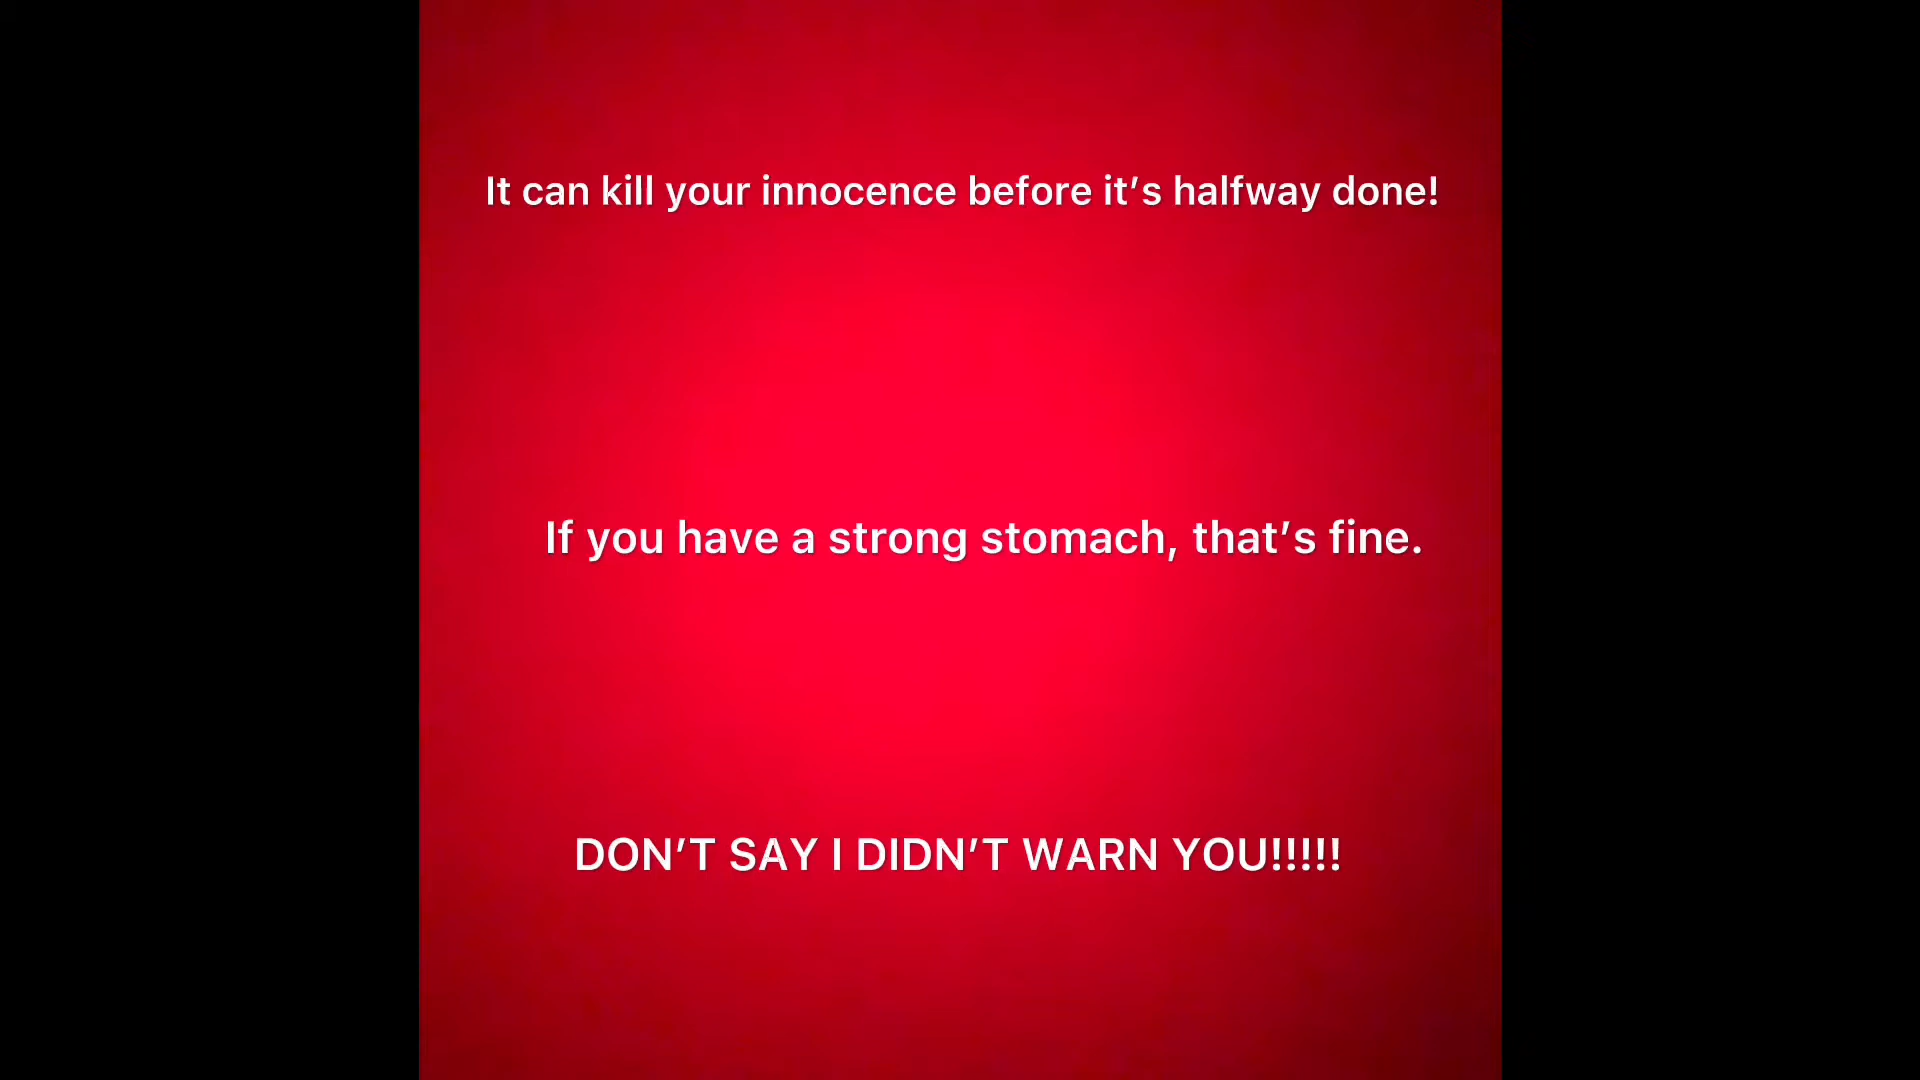 It can kill your innocence before it’s halfway done!
If you have a strong stomach, that’s fine.
DON’T SAY I DIDN’T WARN YOU!!!!!